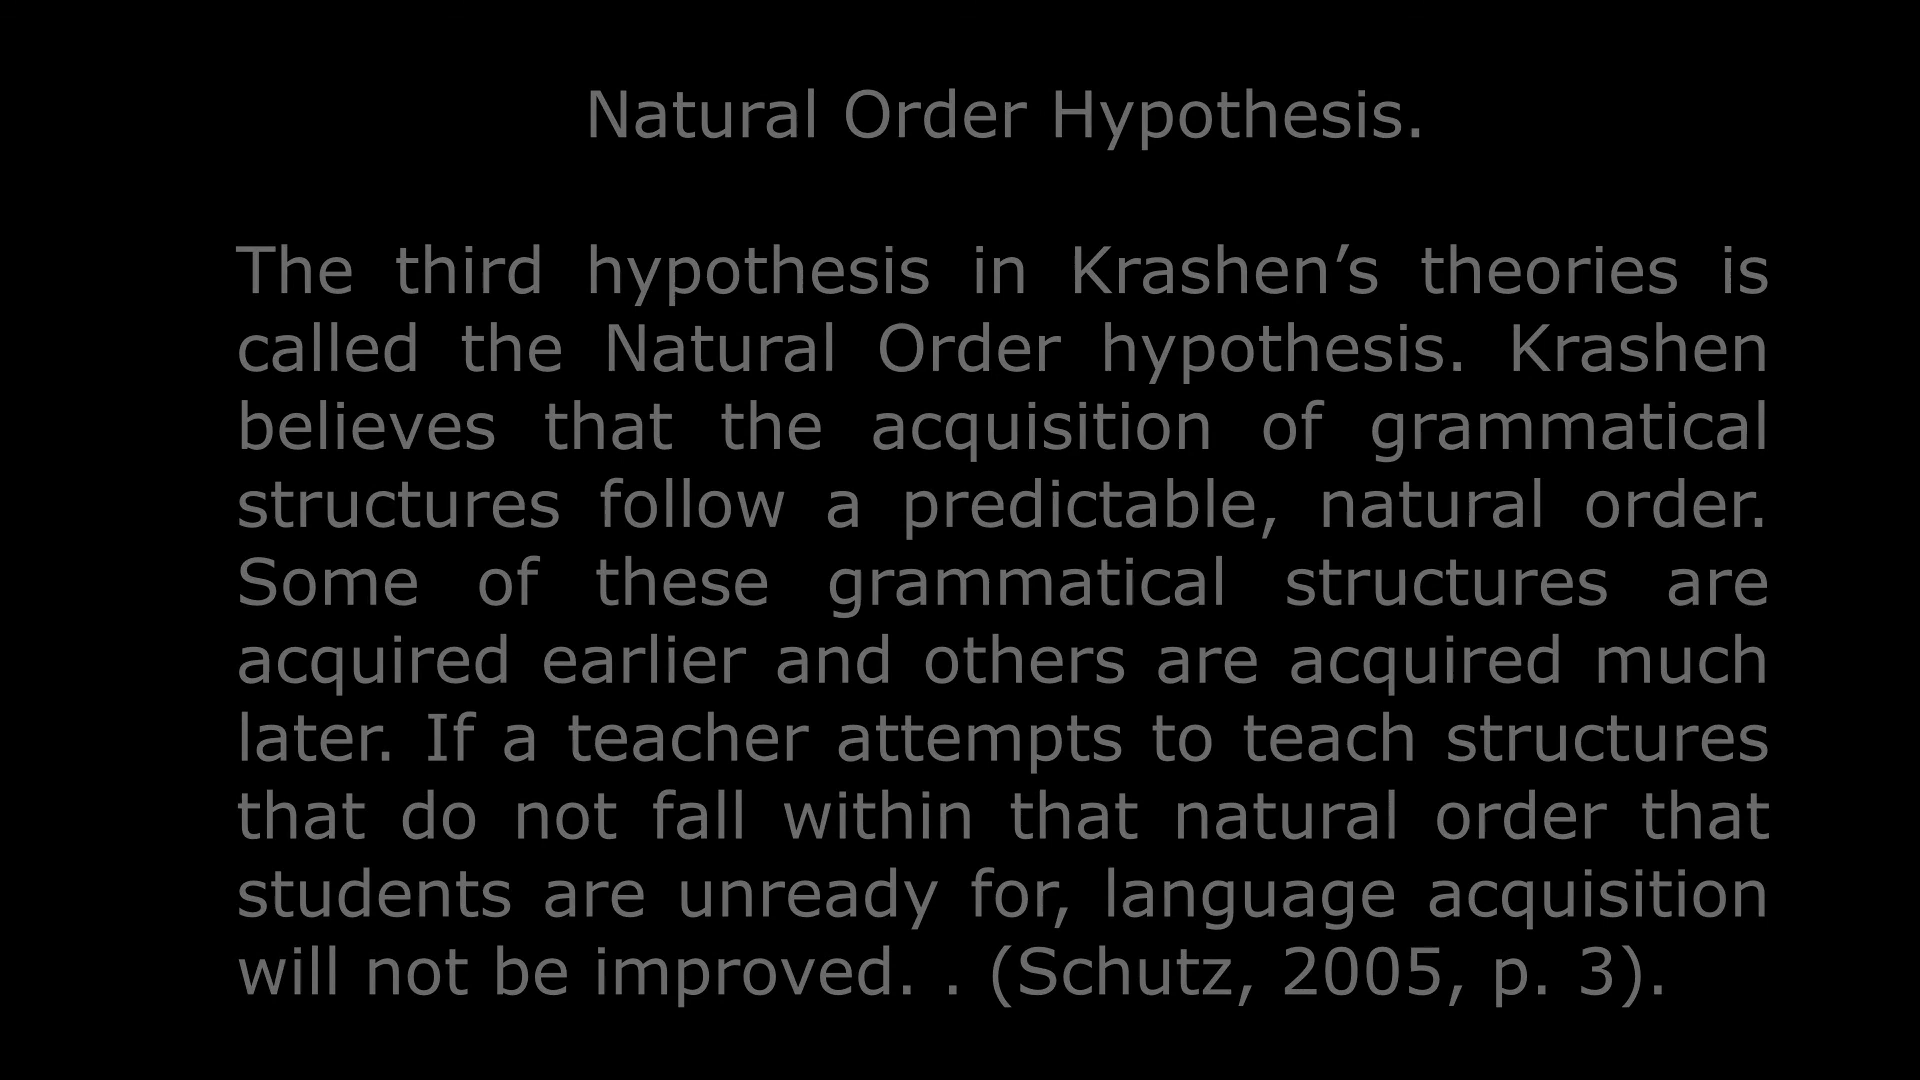 Natural Order Hypothesis.
The third hypothesis in Krashen’s theories is
called the Natural Order hypothesis. Krashen
believes that the acquisition of grammatical
structures follow a predictable, natural order.
Some of these grammatical structures are
acquired earlier and others are acquired much
later. If a teacher attempts to teach structures
that do not fall within that natural order that
students are unready for, language acquisition
will not be improved. . (Schutz, 2005, p. 3).